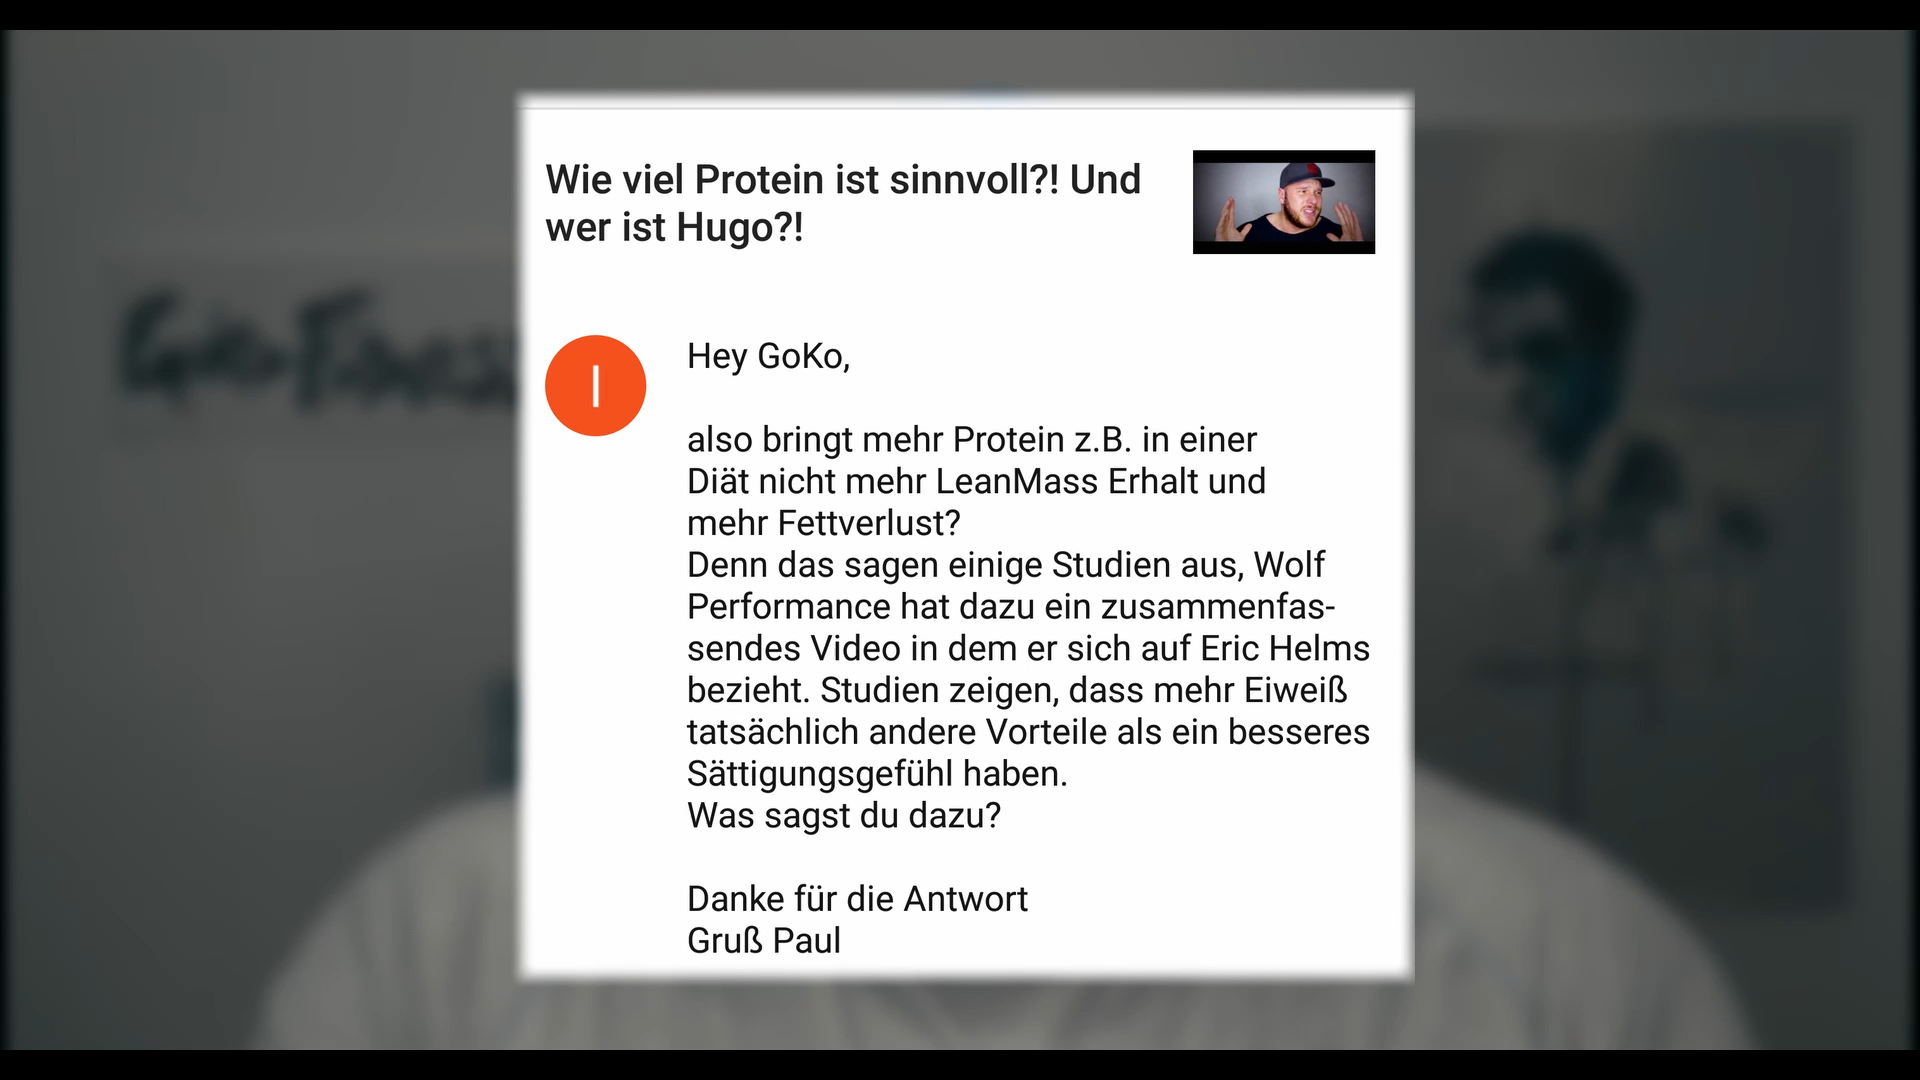 Wie viel Protein ist sinnvoll?! Und
wer ist Hugo?!
I
Hey GoKo,
also bringt mehr Protein z.B. in einer
Diät nicht mehr LeanMass Erhalt und
mehr Fettverlust?
Denn das sagen einige Studien aus, Wolf
Performance hat dazu ein zusammenfas-
sendes Video in dem er sich auf Eric Helms
bezieht. Studien zeigen, dass mehr Eiweiß
tatsächlich andere Vorteile als ein besseres
Sättigungsgefühl haben.
Was sagst du dazu?
Danke für die Antwort
Gruß Paul